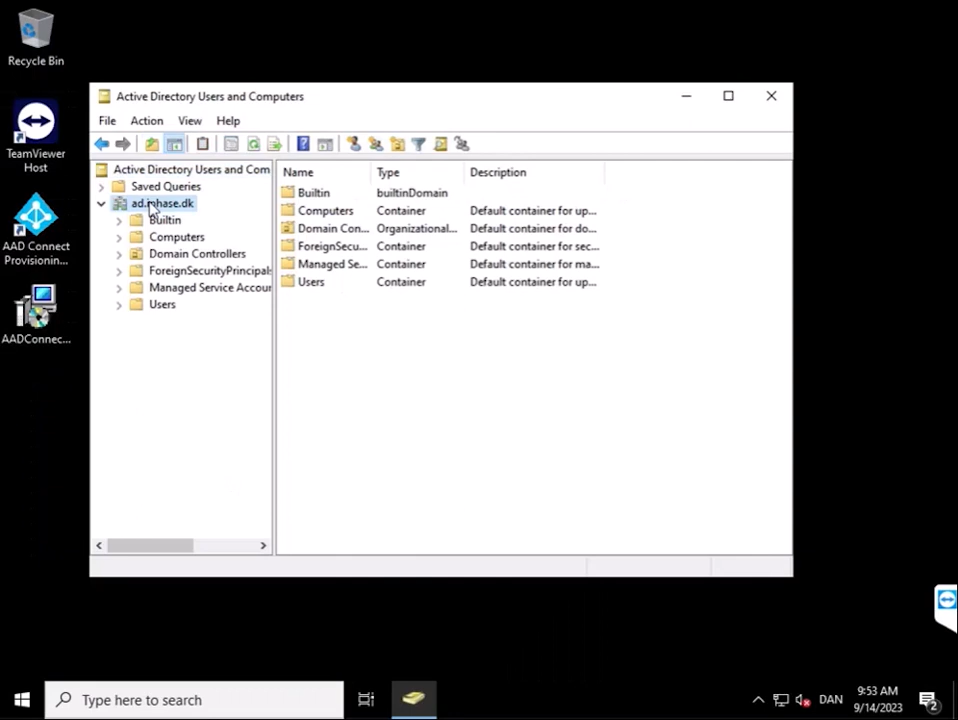 Recycle Bin
TeamViewer
Host
AAD Connect
Provisionin...
AADConnec...
Active Directory Users and Computers
File Action View Help
Active Directory Users and Com
Saved Queries
Builtin
Computers
Domain Controllers
ForeignSecurityPrincipals
Managed Service Accoun
Users
Name Type Description
Builtin builtinDomain
Computers Container Default container for up...
Domain Con... Organizational... Default container for do...
ForeignSecu... Container Default container for sec...
Managed Se... Container Default container for ma...
Users Container Default container for up...
Type here to search
DAN
9:53 AM
9/14/2023
2